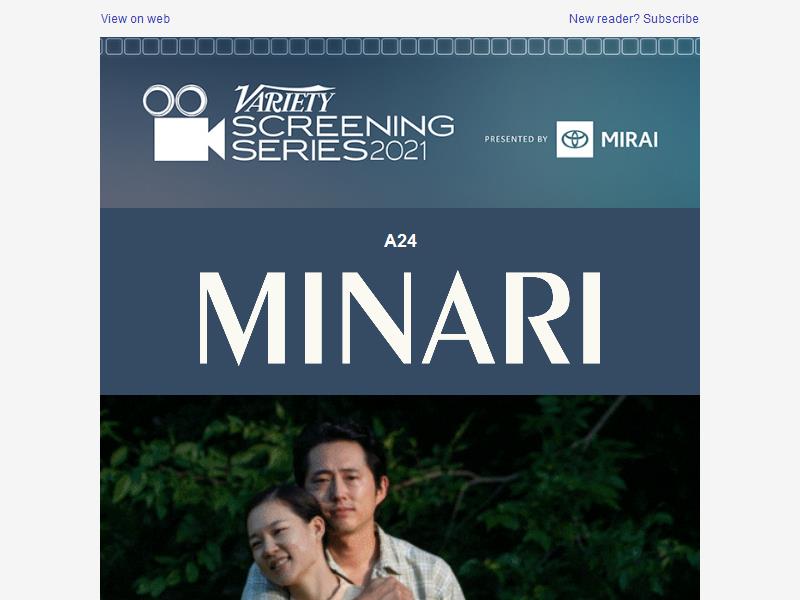 View on web
New reader? Subscribe
VARIETY
SCREENING
SERIES2021
PRESENTED BY
MIRAI
A24
MINARI